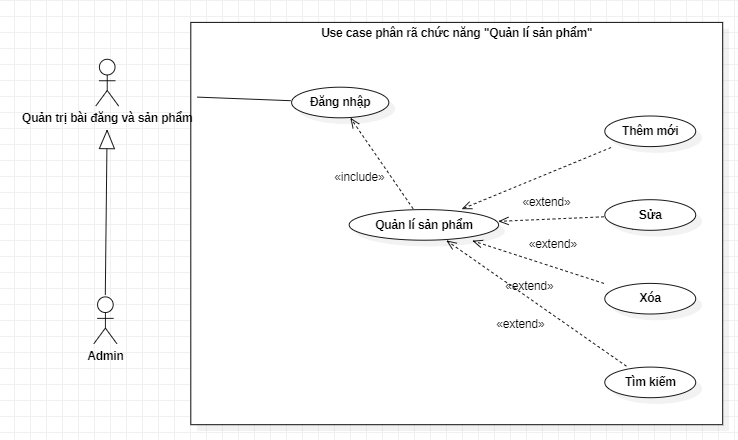 Use case phân rã chức năng "Quản lí sản phẩm"
Quản trị bài đăng và sản phẩm
Đăng nhập
Thêm mới
«include»
«extend»
Sửa
Quản lí sản phẩm
«extend»
«extend»
Xóa
«extend»
Admin
Tìm kiếm